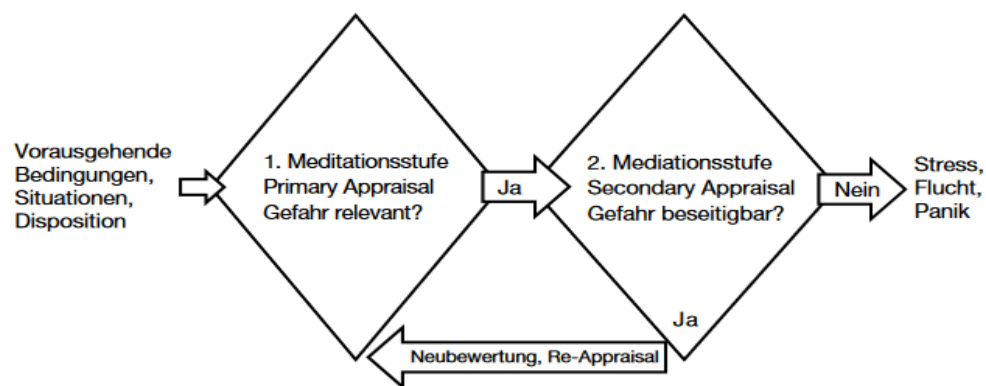 Vorausgehende
Bedingungen,
Situationen,
Disposition
1. Meditationsstufe
Primary Appraisal
Gefahr relevant?
Ja
2. Mediationsstufe
Secondary Appraisal
Gefahr beseitigbar?
Nein
Stress,
Flucht,
Panik
Ja
Neubewertung, Re-Appraisal